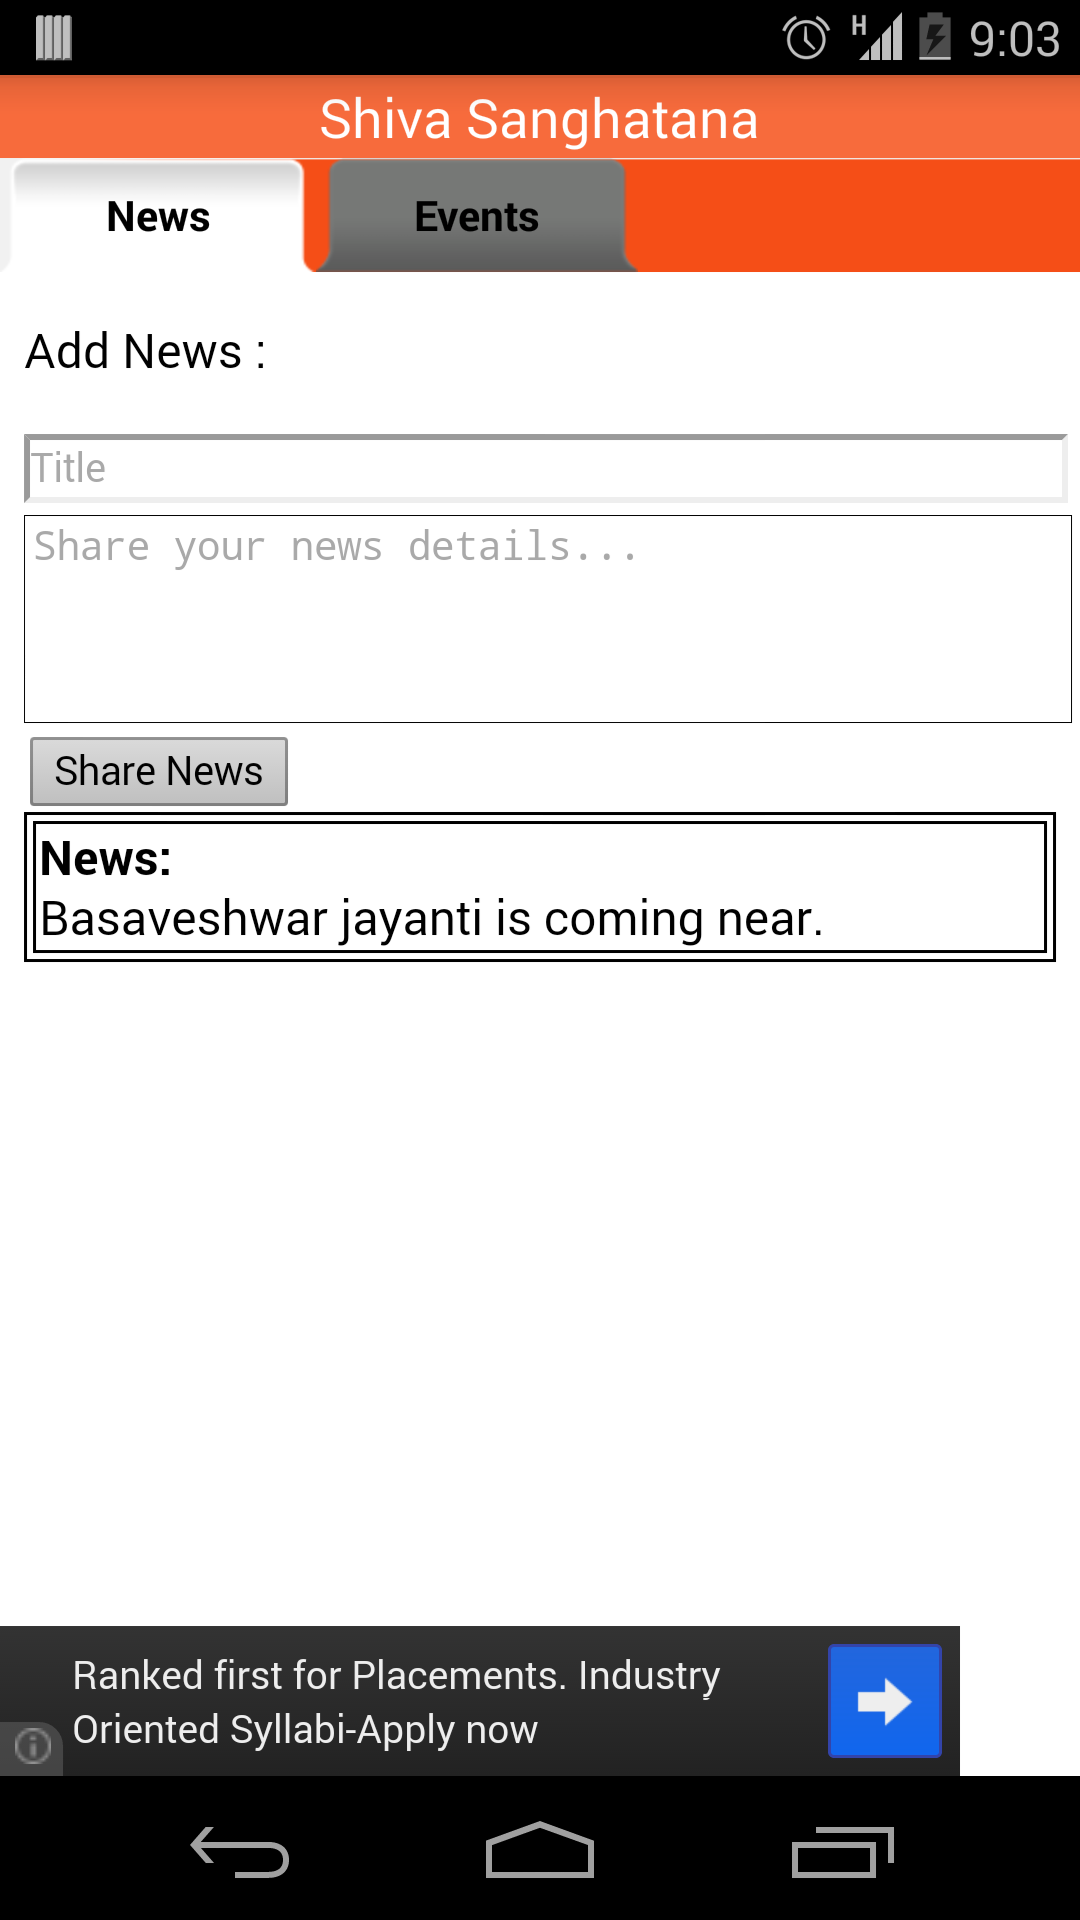 H 9:03
Shiva Sanghatana
News Events
Add News :
Title
Share your news details...
Share News
News:
Basaveshwar jayanti is coming near.
Ranked first for Placements. Industry
Oriented Syllabi-Apply now